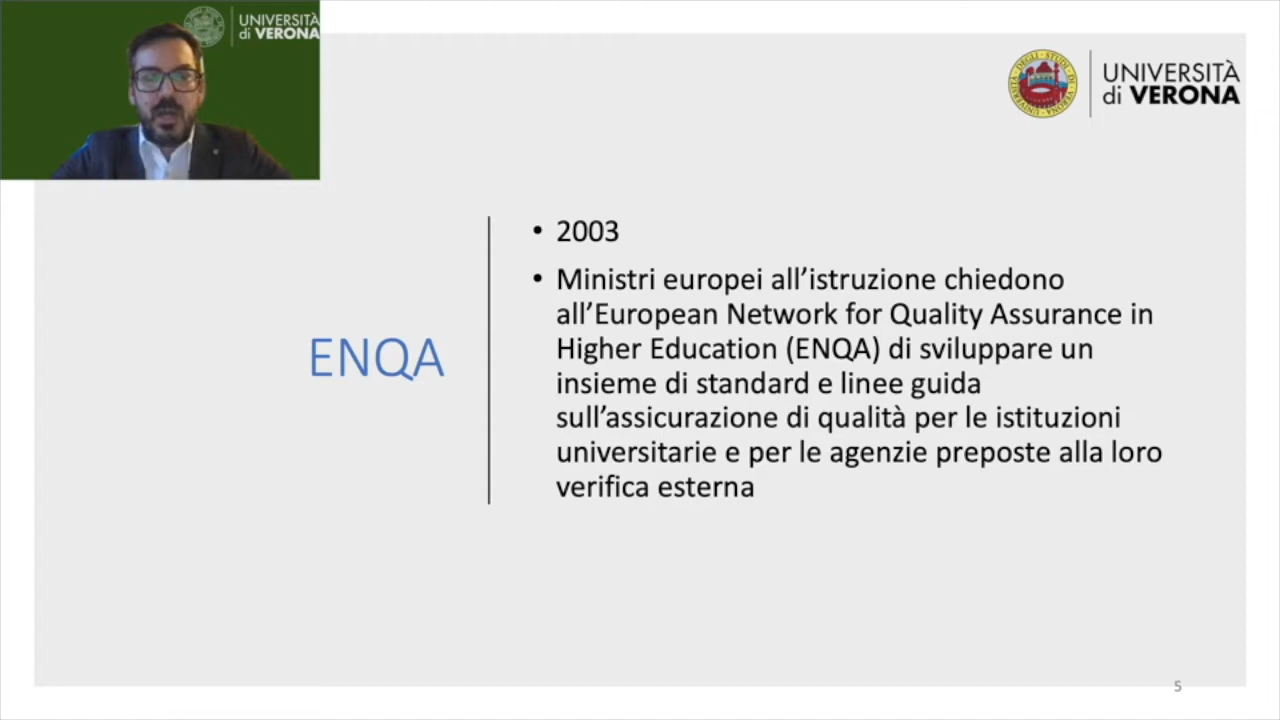 UNIVERSITÀ
di VERONA
UNIVERSITÀ
di VERONA
ENQA
• 2003
• Ministri europei all’istruzione chiedono
all’European Network for Quality Assurance in
Higher Education (ENQA) di sviluppare un
insieme di standard e linee guida
sull’assicurazione di qualità per le istituzioni
universitarie e per le agenzie preposte alla loro
verifica esterna
5